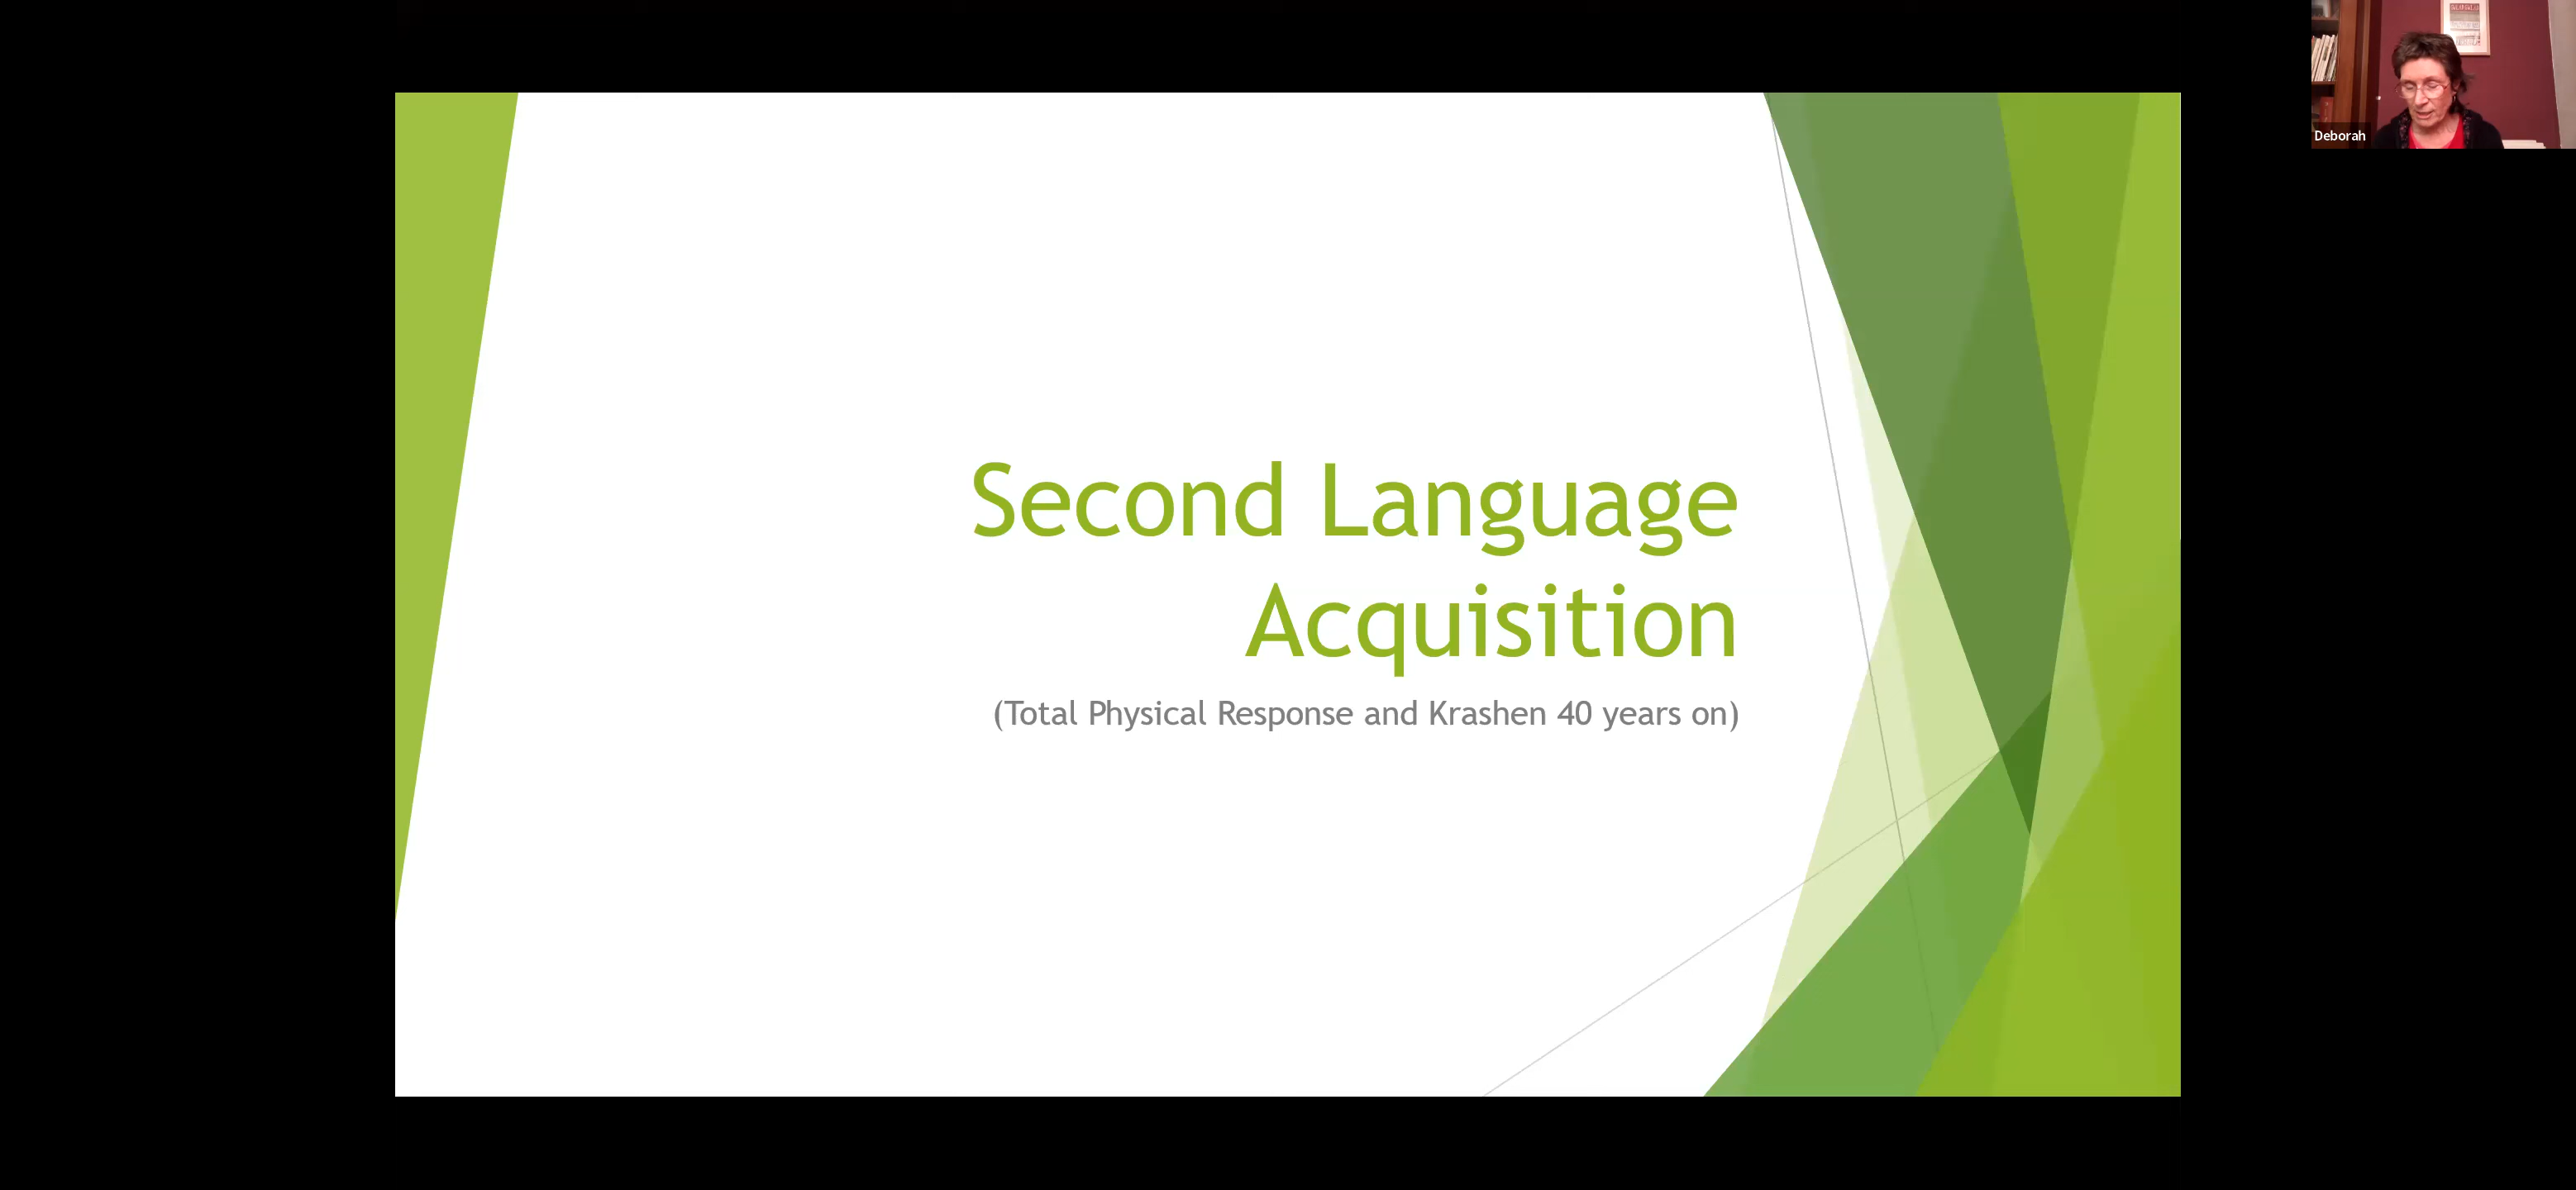 Second Language
Acquisition
(Total Physical Response and Krashen 40 years on)
Deborah